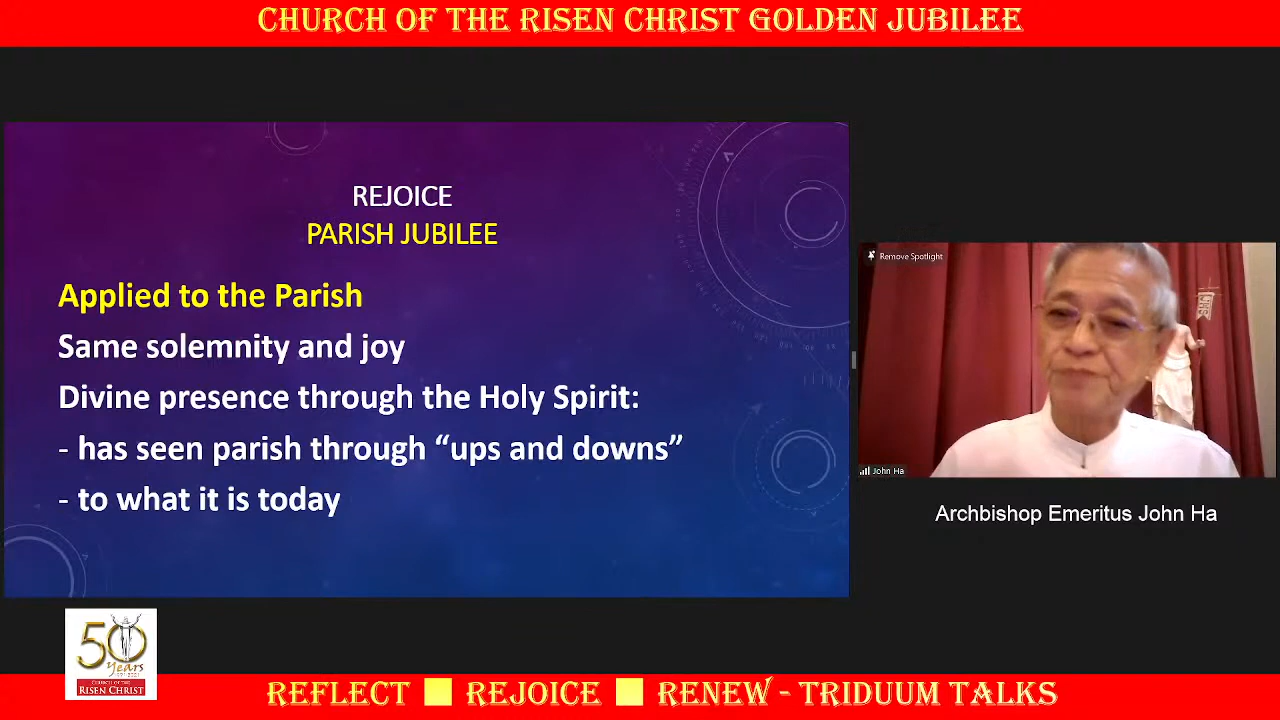 CHURCH OF THE RISEN CHRIST GOLDEN JUBILEE
REJOICE
PARISH JUBILEE
Applied to the Parish
Same solemnity and joy
Divine presence through the Holy Spirit:
- has seen parish through “ups and downs”
- to what it is today
Remove Spotlight
John Ha
Archbishop Emeritus John Ha
50
Years
CHURCH OF THE
RISEN CHRIST
REFLECT REJOICE RENEW - TRIDUUM TALKS